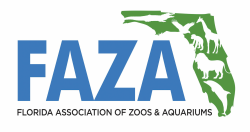 FAZA
FLORIDA ASSOCIATION OF ZOOS & AQUARIUMS